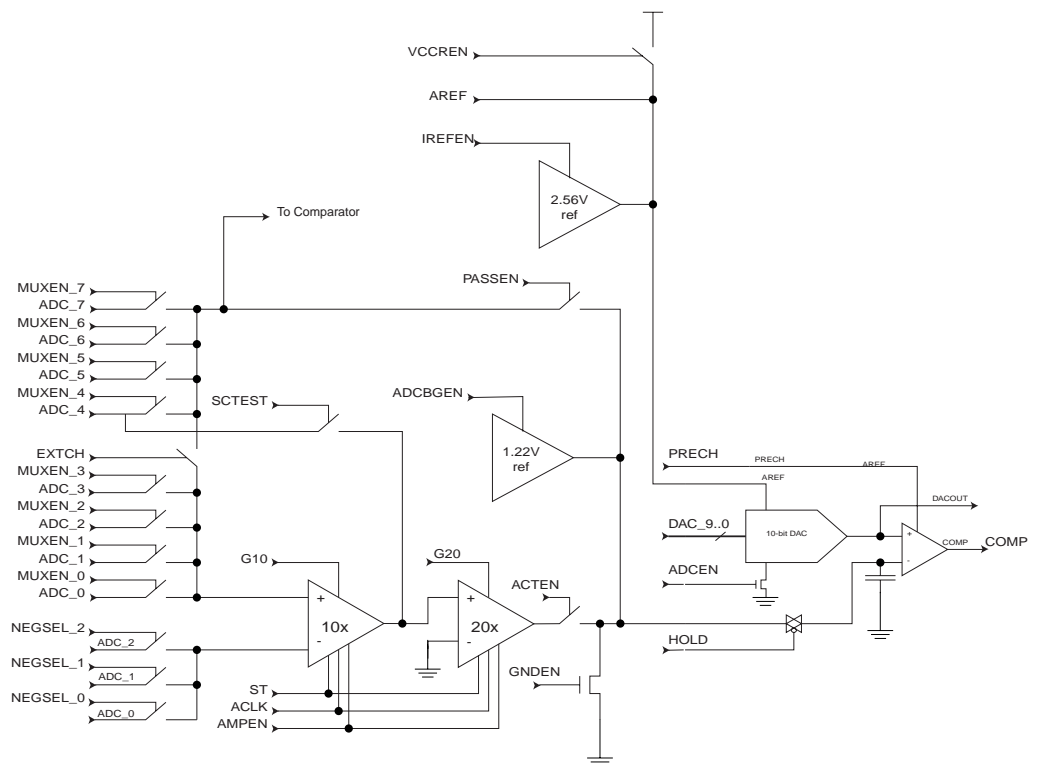 VCCREN
AREF
IREFEN
2.56V
ref
To Comparator
PASSEN
MUXEN_7
ADC_7
MUXEN_6
ADC_6
MUXEN_5
ADC_5
MUXEN_4
ADC_4
SCTEST
ADCBGEN
1.22V
ref
EXTCH
MUXEN_3
ADC_3
MUXEN_2
ADC_2
MUXEN_1
ADC_1
MUXEN_0
ADC_0
PRECH
PRECH
AREF
AREF
DACOUT
DAC_9..0
10-bit DAC
+
-
COMP
COMP
ADCEN
G10
G20
ACTEN
+
10x
-
+
20x
-
NEGSEL_2
ADC_2
NEGSEL_1
ADC_1
NEGSEL_0
ADC_0
HOLD
GNDEN
ST
ACLK
AMPEN